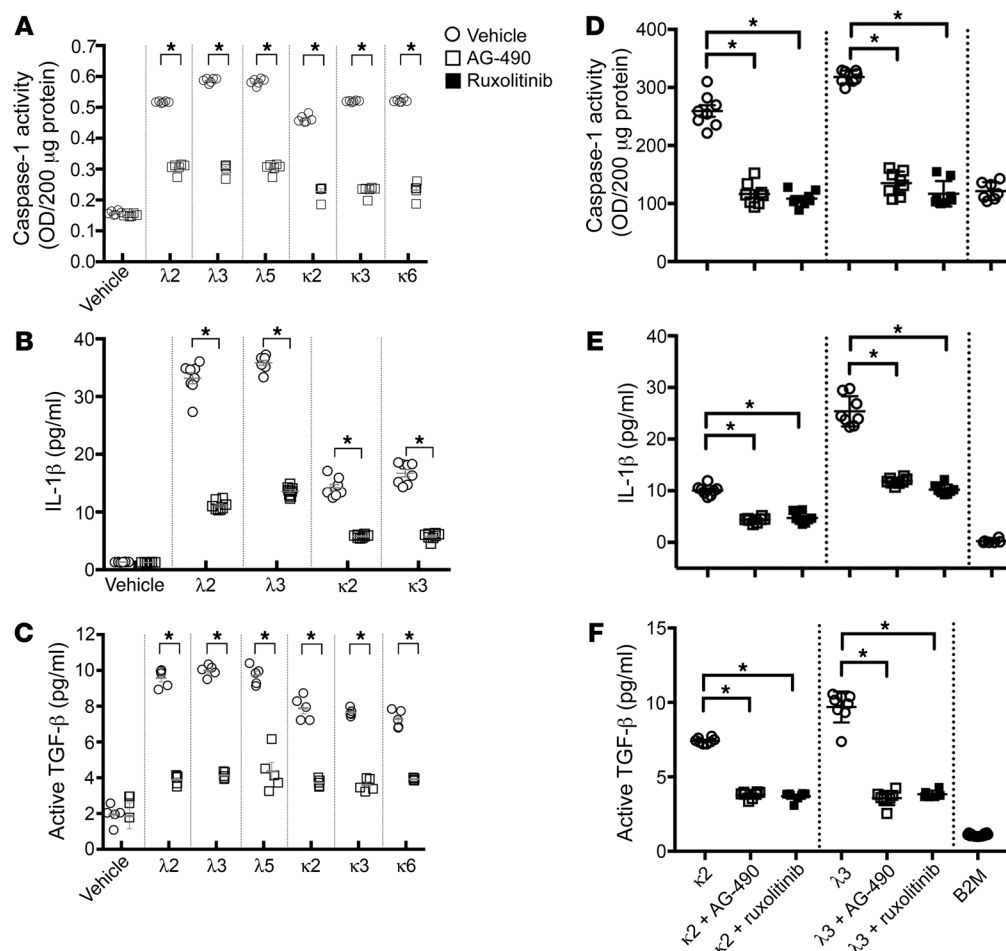 A
Caspase-1 activity
(OD/200 μg protein)
0.7
0.6
0.5
0.4
0.3
0.2
0.1
0.0
* * * * * *
Vehicle λ2 λ3 λ5 κ2 κ3 κ6
Vehicle
AG-490
Ruxolitinib
B
IL-1β (pg/ml)
40
30
20
10
0
* * * *
Vehicle λ2 λ3 κ2 κ3
C
Active TGF-β (pg/ml)
12
10
8
6
4
2
0
* * * * * *
Vehicle λ2 λ3 λ5 κ2 κ3 κ6
D
Caspase-1 activity
(OD/200 μg protein)
400
300
200
100
0
* *
* *
E
IL-1β (pg/ml)
40
30
20
10
0
* *
* *
F
Active TGF-β (pg/ml)
15
10
5
0
* *
* *
κ2
κ2 + AG-490
κ2 + ruxolitinib
λ3
λ3 + AG-490
λ3 + ruxolitinib
B2M